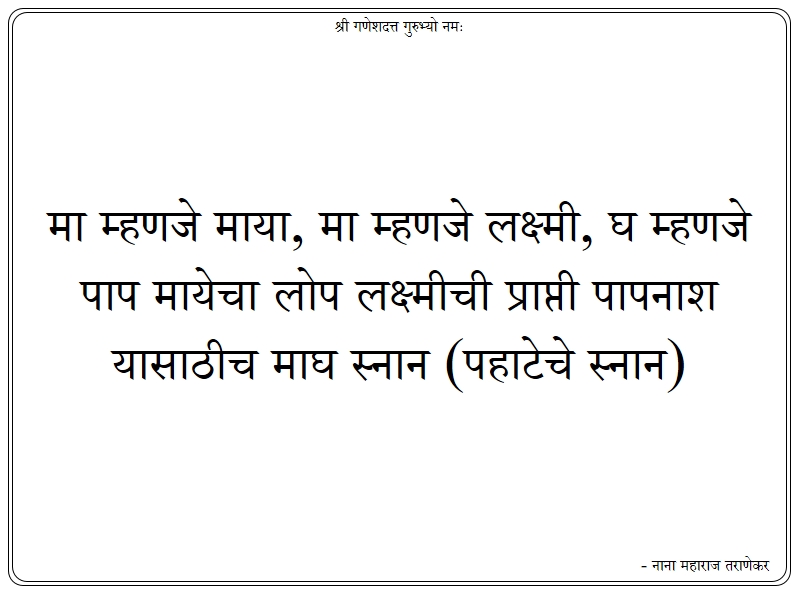 श्री गणेशदत्त गुरुभ्यो नमः
मा म्हणजे माया, मा म्हणजे लक्ष्मी, घ म्हणजे
पाप मायेचा लोप लक्ष्मीची प्राप्ती पापनाश
यासाठीच माघ स्नान (पहाटेचे स्नान)
- नाना महाराज तराणेकर